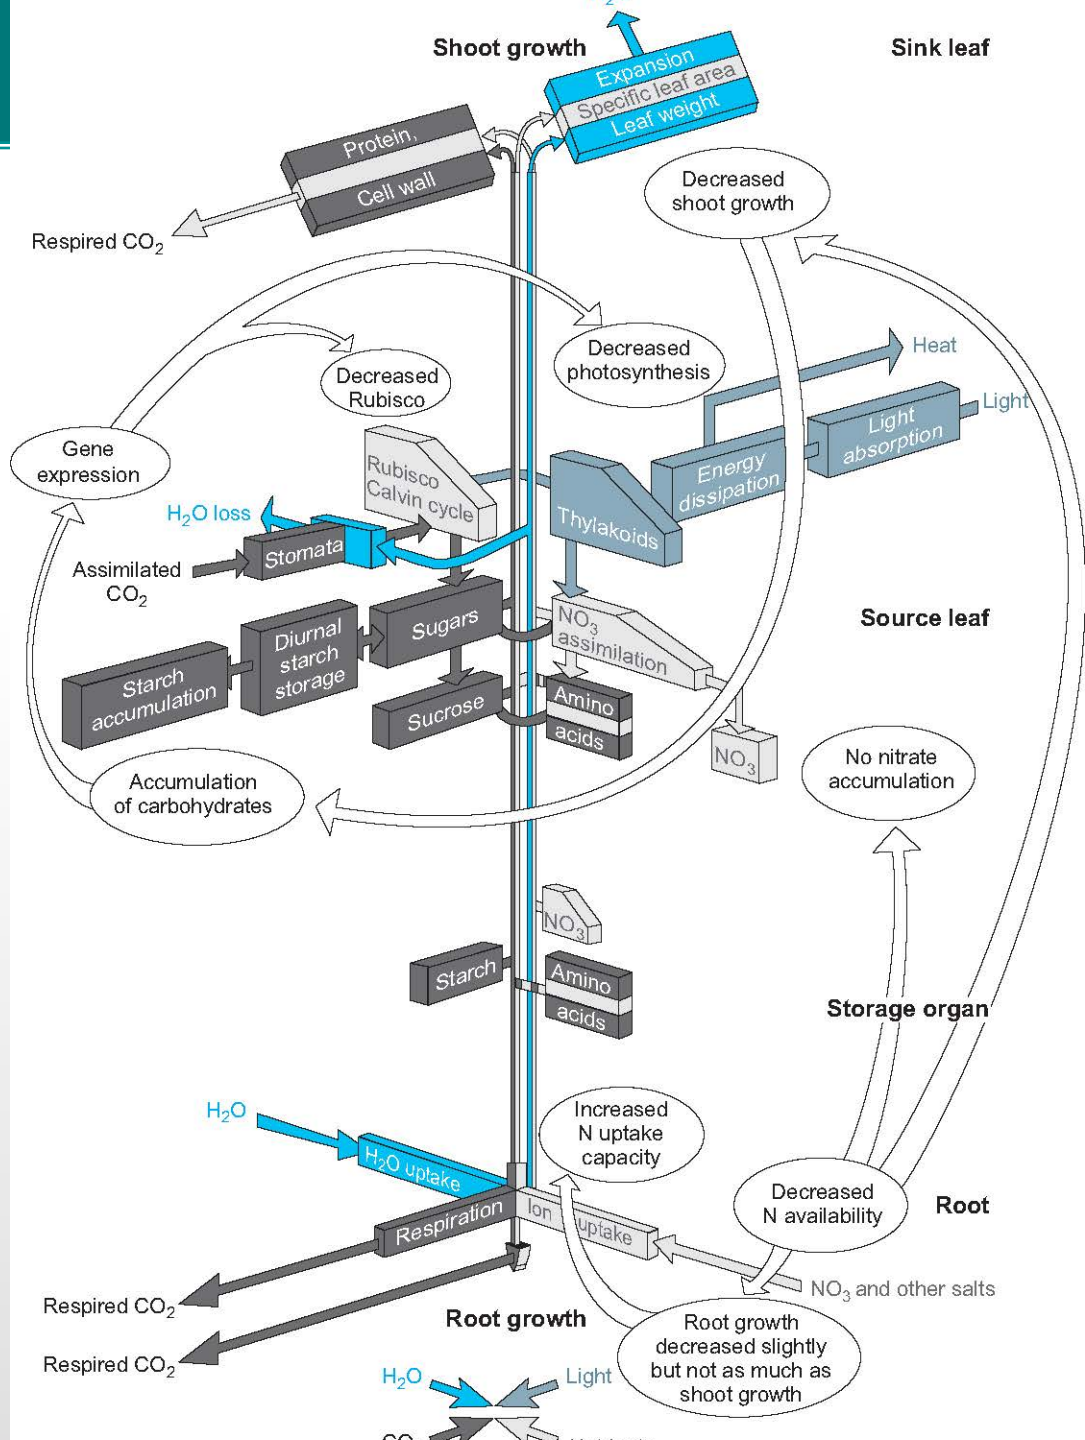 Shoot growth
Sink leaf
Expansion
Specific leaf area
Leaf weight
Protein,
Cell wall
Respired CO2
Decreased
shoot growth
Decreased
Rubisco
Decreased
photosynthesis
Heat
Light
Light
absorption
Energy
dissipation
Gene
expression
Rubisco
Calvin cycle
Thylakoids
H2O loss
Stomata
Assimilated
CO2
Source leaf
Sugars
NO3
assimilation
Diurnal
starch
storage
Starch
accumulation
Sucrose
Amino
acids
NO3
No nitrate
accumulation
Accumulation
of carbohydrates
NO3
Starch
Amino
acids
Storage organ
H2O
H2O uptake
Increased
N uptake
capacity
Decreased
N availability
Root
Respiration
Ion uptake
NO3 and other salts
Respired CO2
Root growth
Respired CO2
Root growth
decreased slightly
but not as much as
shoot growth
H2O
Light